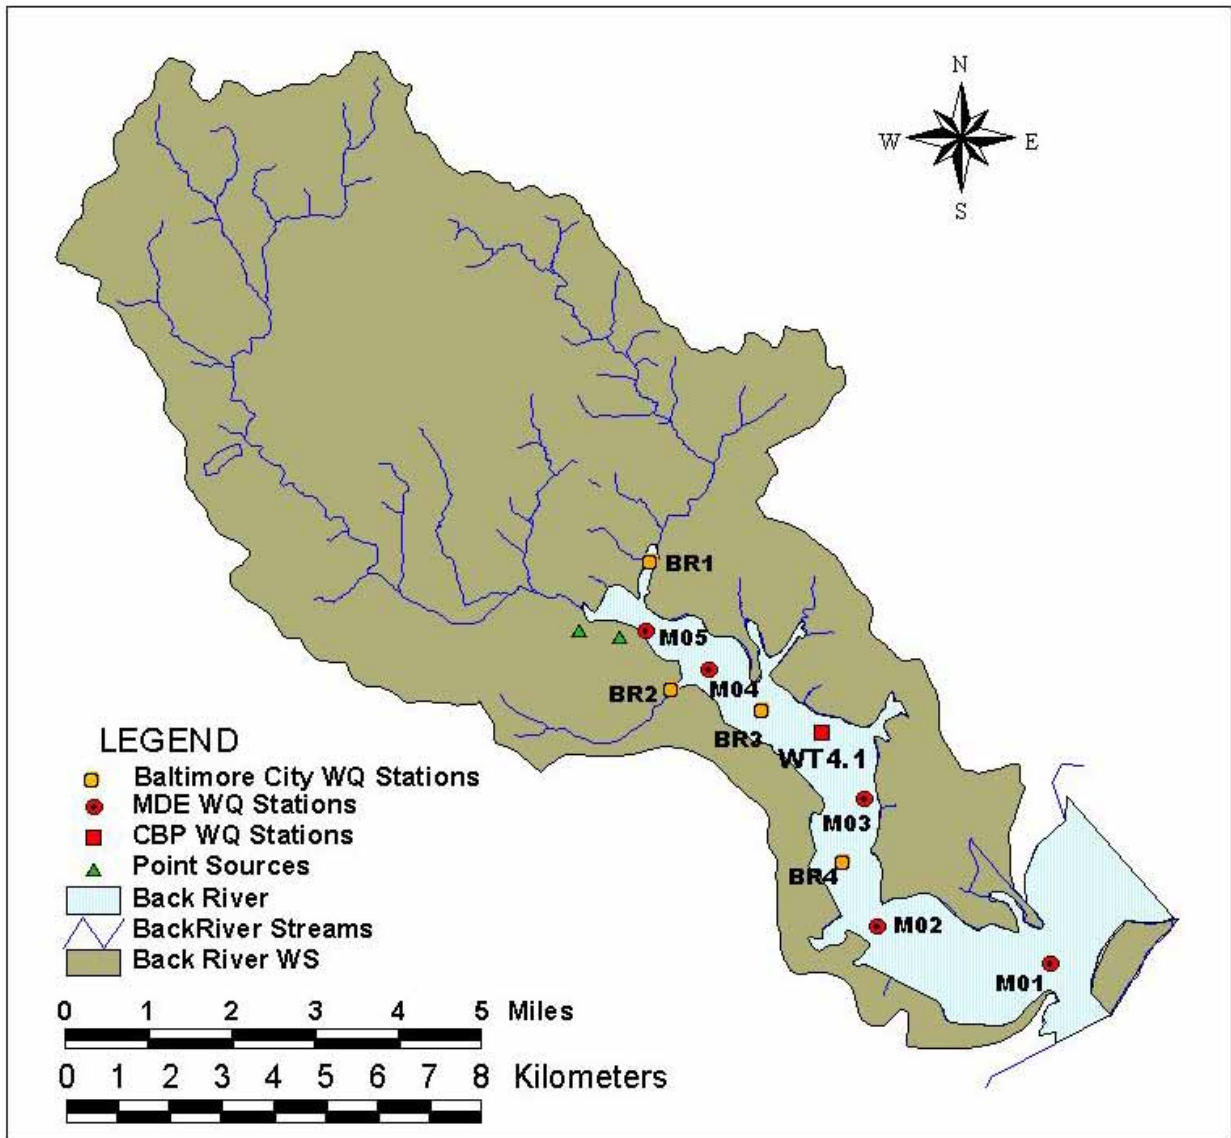 N
W E
S
BR1
M05
M04
BR2
BR3
WT4.1
M03
BR4
M02
M01
LEGEND
Baltimore City WQ Stations
MDE WQ Stations
CBP WQ Stations
Point Sources
Back River
BackRiver Streams
Back River WS
0 1 2 3 4 5 Miles
0 1 2 3 4 5 6 7 8 Kilometers